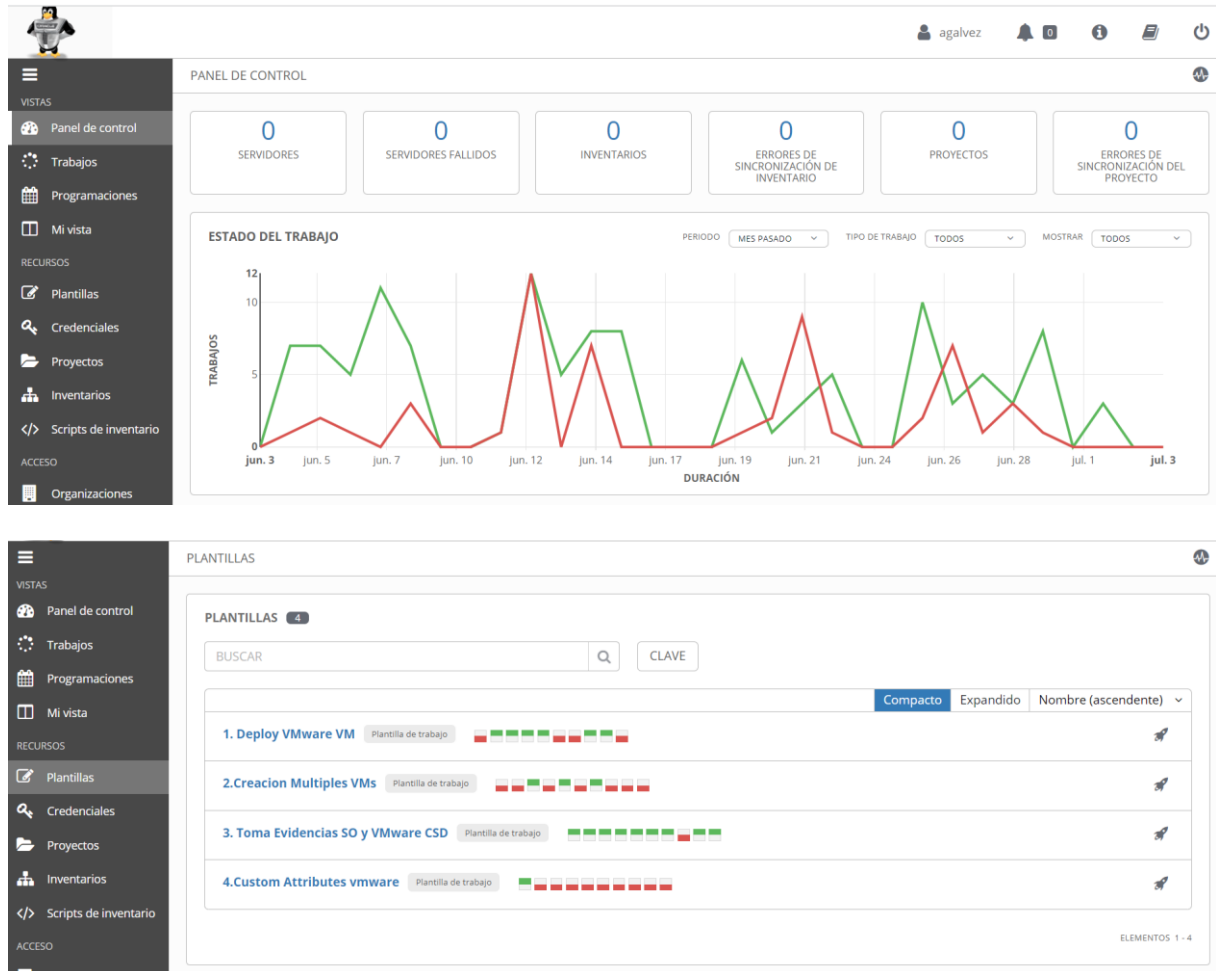 agalvez 0
PANEL DE CONTROL
VISTAS
Panel de control
Trabajos
Programaciones
Mi vista
RECURSOS
Plantillas
Credenciales
Proyectos
Inventarios
Scripts de inventario
ACCESO
Organizaciones
0
SERVIDORES
0
SERVIDORES FALLIDOS
0
INVENTARIOS
0
ERRORES DE
SINCRONIZACIÓN DE
INVENTARIO
0
PROYECTOS
0
ERRORES DE
SINCRONIZACIÓN DEL
PROYECTO
ESTADO DEL TRABAJO
PERIODO MES PASADO TIPO DE TRABAJO TODOS MOSTRAR TODOS
12
10
5
0
TRABAJOS
jun. 3 jun. 5 jun. 7 jun. 10 jun. 12 jun. 14 jun. 17 jun. 19 jun. 21 jun. 24 jun. 26 jun. 28 jul. 1 jul. 3
DURACIÓN
PLANTILLAS
VISTAS
Panel de control
Trabajos
Programaciones
Mi vista
RECURSOS
Plantillas
Credenciales
Proyectos
Inventarios
Scripts de inventario
ACCESO
PLANTILLAS 4
BUSCAR CLAVE
Compacto Expandido Nombre (ascendente)
1. Deploy VMware VM Plantilla de trabajo
2.Creacion Multiples VMs Plantilla de trabajo
3. Toma Evidencias SO y VMware CSD Plantilla de trabajo
4.Custom Attributes vmware Plantilla de trabajo
ELEMENTOS 1 - 4